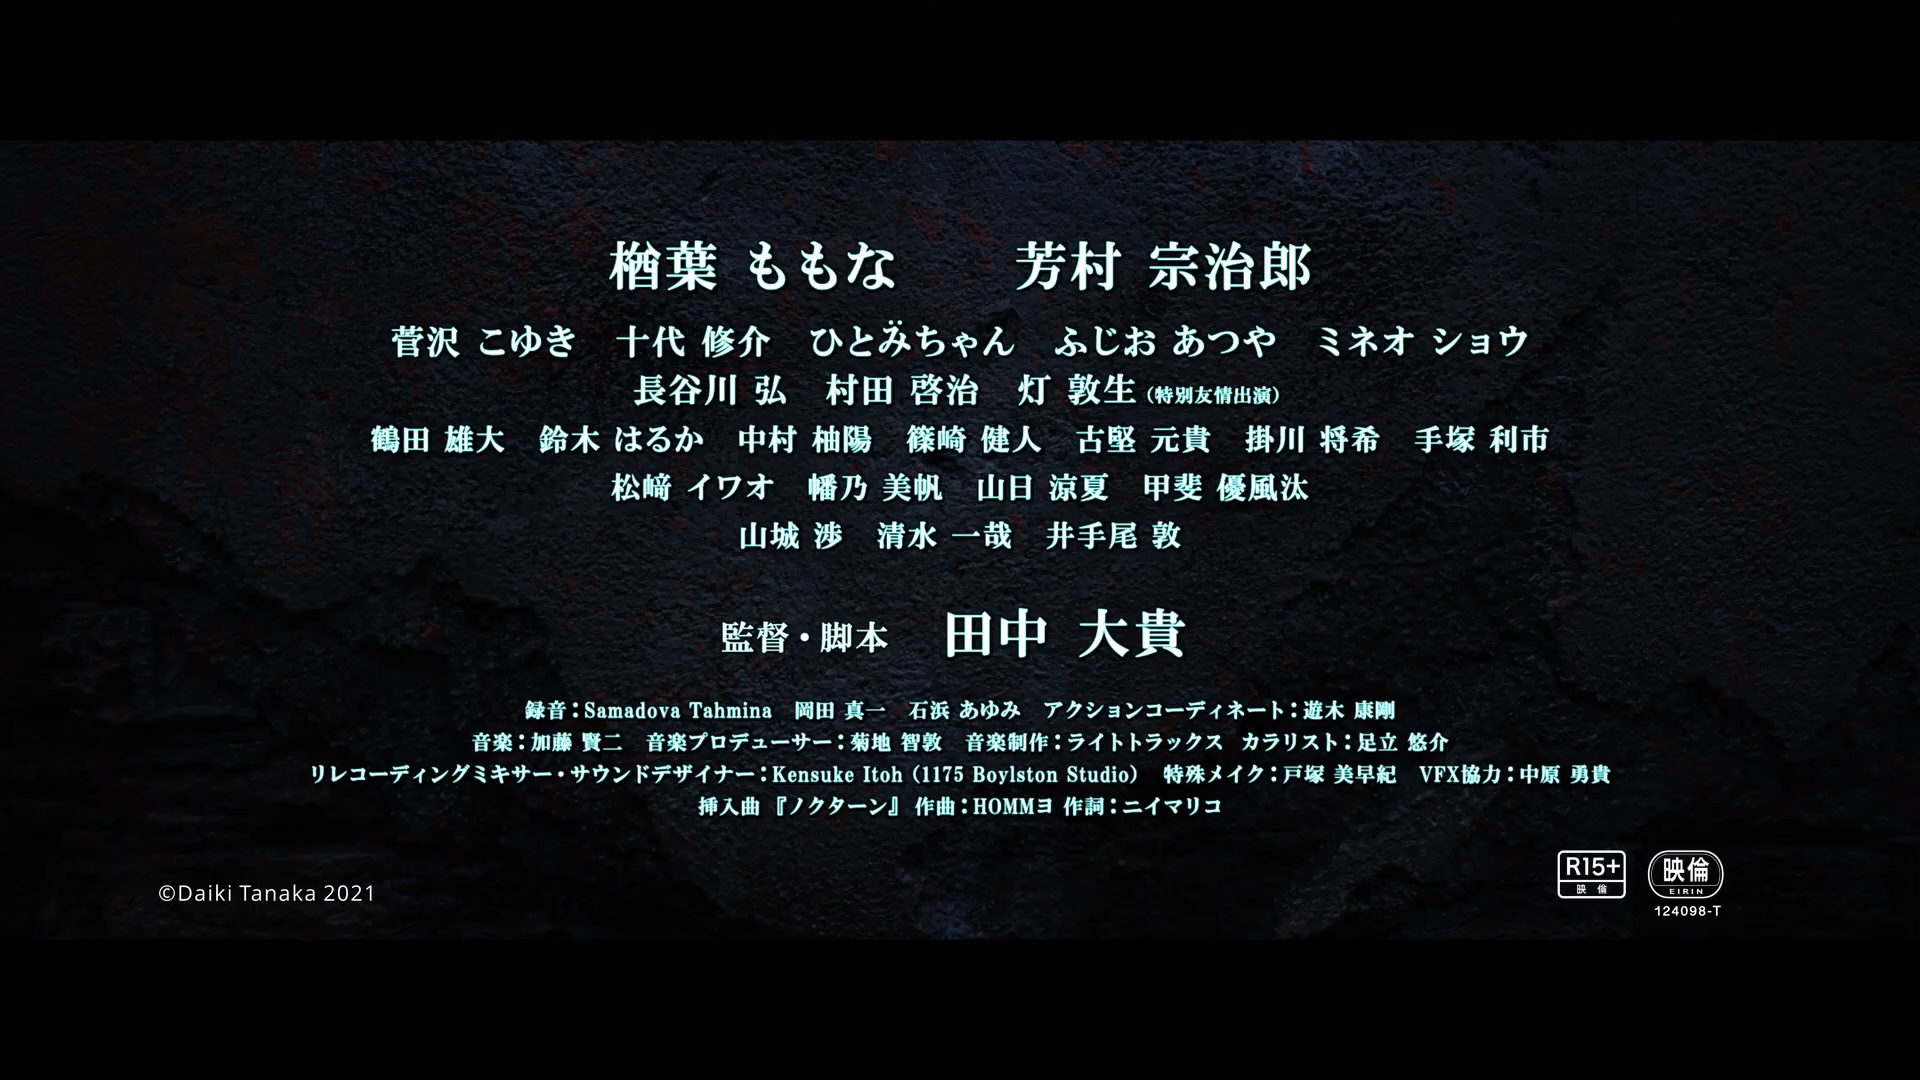 楢葉 ももな　芳村 宗治郎
菅沢 こゆき　十代 修介　ひとみ̈ちゃん　ふじお あつや　ミネオ ショウ
長谷川 弘　村田 啓治　灯 敦生（特別友情出演）
鶴田 雄大　鈴木 はるか　中村 柚陽　篠崎 健人　古堅 元貴　掛川 将希　手塚 利市
松﨑 イワオ　幡乃 美帆　山日 涼夏　甲斐 優風汰
山城 渉　清水 一哉　井手尾 敦
監督・脚本　田中 大貴
録音：Samadova Tahmina　岡田 真一　石浜 あゆみ　アクションコーディネート：遊木 康剛
音楽：加藤 賢二　音楽プロデューサー：菊地 智敦　音楽制作：ライトトラックス　カラリスト：足立 悠介
リレコーディングミキサー・サウンドデザイナー：Kensuke Itoh（1175 Boylston Studio）　特殊メイク：戸塚 美早紀　VFX協力：中原 勇貴
挿入曲『ノクターン』作曲：HOMMヨ 作詞：ニイマリコ
©Daiki Tanaka 2021
R15+
映倫
映倫
EIRIN
124098-T